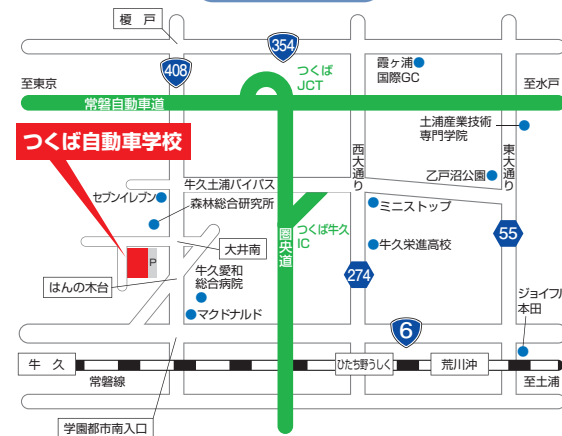 榎 戸
354
408
つくば
JCT
霞ヶ浦
国際GC
至東京
至水戸
常磐自動車道
つくば自動車学校
土浦産業技術
専門学院
西大通り
東大通り
乙戸沼公園
牛久土浦バイパス
セブンイレブン
森林総合研究所
ミニストップ
つくば牛久
IC
圏央道
55
大井南
牛久栄進高校
P
はんの木台
牛久愛和
総合病院
274
ジョイフル
本田
マクドナルド
6
牛 久
ひたち野うしく
荒川沖
常磐線
至土浦
学園都市南入口